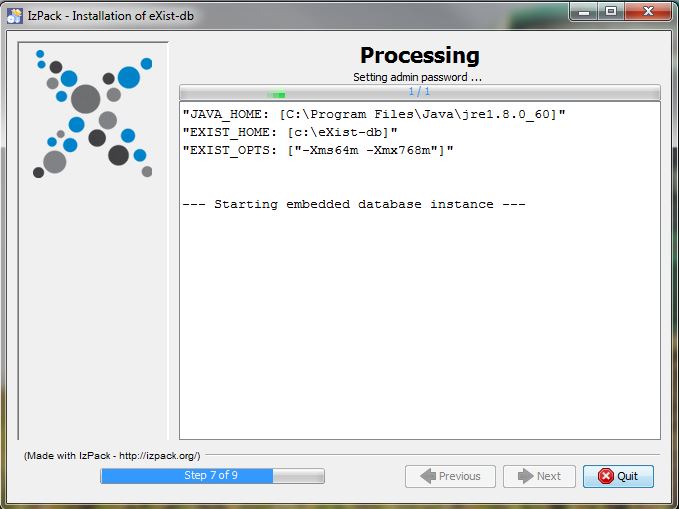 IzPack - Installation of eXist-db
Processing
Setting admin password ...
1 / 1
"JAVA_HOME: [C:\Program Files\Java\jre1.8.0_60]"
"EXIST_HOME: [c:\eXist-db]"
"EXIST_OPTS: ["-Xms64m -Xmx768m"]"
--- Starting embedded database instance ---
(Made with IzPack - http://izpack.org/)
Step 7 of 9
Previous
Next
Quit